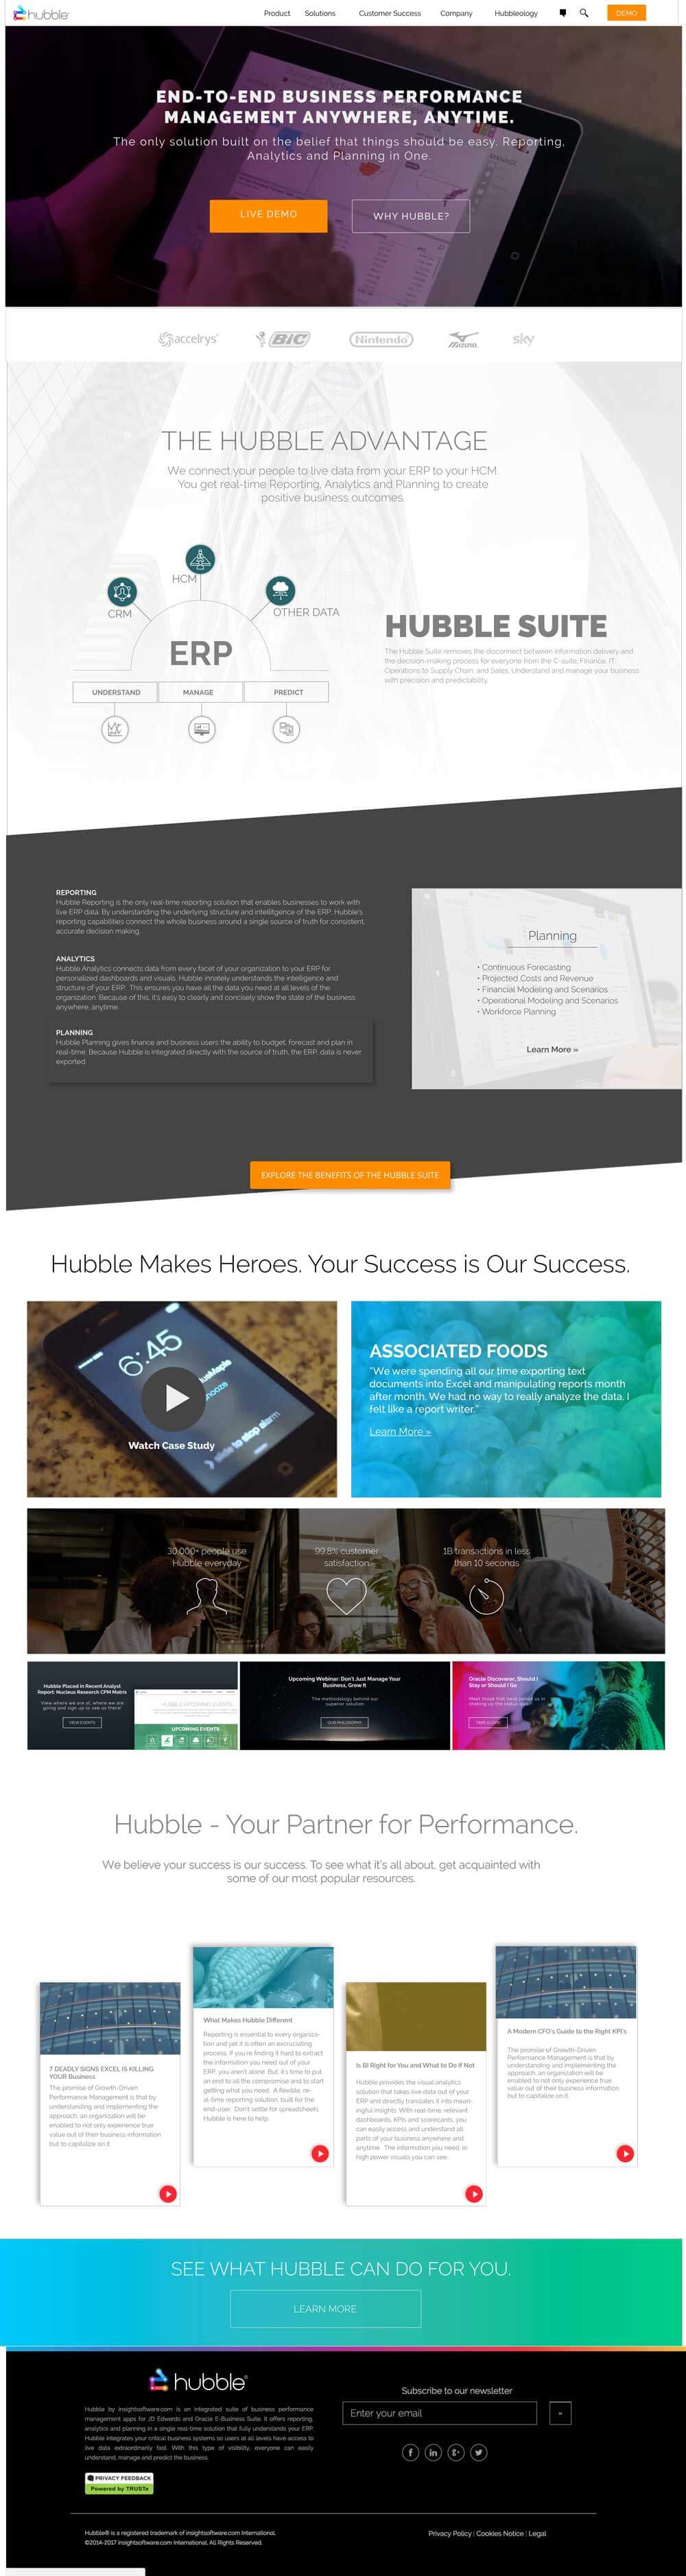 hubble
Product Solutions Customer Success Company Hubbleology DEMO
END-TO-END BUSINESS PERFORMANCE
MANAGEMENT ANYWHERE, ANYTIME.
The only solution built on the belief that things should be easy. Reporting,
Analytics and Planning in One.
LIVE DEMO
WHY HUBBLE?
accelrys BIC Nintendo Mizuno sky
THE HUBBLE ADVANTAGE
We connect your people to live data from your ERP to your HCM.
You get real-time Reporting, Analytics and Planning to create
positive business outcomes.
HCM
CRM
OTHER DATA
ERP
UNDERSTAND MANAGE PREDICT
HUBBLE SUITE
The Hubble Suite removes the disconnect between information delivery and
the decision-making process for everyone from the C-suite, Finance, IT,
Operations to Supply Chain, and Sales. Understand and manage your business
with precision and predictability.
REPORTING
Hubble Reporting is the only real-time reporting solution that enables businesses to work with
live ERP data. By understanding the underlying structure and intellitgence of the ERP, Hubble's
reporting capabilities connect the whole business around a single source of truth for consistent,
accurate decision making.
ANALYTICS
Hubble Analytics connects data from every facet of your organization to your ERP for
personalized dashboards and visuals. Hubble innately understands the intelligence and
structure of your ERP. This ensures you have all the data you need at all levels of the
organization. Because of this, it's easy to clearly and concisely show the state of the business
anywhere, anytime.
PLANNING
Hubble Planning gives finance and business users the ability to budget, forecast and plan in
real-time. Because Hubble is integrated directly with the source of truth, the ERP, data is never
exported.
Planning
• Continuous Forecasting
• Projected Costs and Revenue
• Financial Modeling and Scenarios
• Operational Modeling and Scenarios
• Workforce Planning
Learn More »
EXPLORE THE BENEFITS OF THE HUBBLE SUITE
Hubble Makes Heroes. Your Success is Our Success.
6:45
snooze
slide to stop alarm
Watch Case Study
ASSOCIATED FOODS
"We were spending all our time exporting text
documents into Excel and manipulating reports month
after month. We had no way to really analyze the data. I
felt like a report writer."
Learn More »
30,000+ people use
Hubble everyday
99.8% customer
satisfaction
1B transactions in less
than 10 seconds
Hubble Placed in Recent Analyst
Report: Nucleus Research CPM Matrix
View where we are at, where we are
going and sign up to see us there!
VIEW EVENTS
HUBBLE UPCOMING EVENTS
UPCOMING EVENTS
Upcoming Webinar: Don't Just Manage Your
Business, Grow It
The methodology behind our
superior solution
OUR PHILOSOPHY
Oracle Discoverer, Should I
Stay or Should I Go
Meet those that have joined us in
shaking up the status quo.
Hubble - Your Partner for Performance.
We believe your success is our success. To see what it's all about, get acquainted with
some of our most popular resources.
7 DEADLY SIGNS EXCEL IS KILLING
YOUR Business
The promise of Growth-Driven
Performance Management is that by
understanding and implementing the
approach, an organisation will be
enabled to not only experience true
value out of their business information
but to capitalize on it.
What Makes Hubble Different
Reporting is essential to every organiza-
tion and yet it is often an excruciating
process. If you're finding it hard to extract
the information you need out of your
ERP, you aren't alone. But, it's time to put
an end to all the compromise and to start
getting what you need. A flexible, re-
al-time reporting solution, built for the
end-user. Don't settle for spreadsheets
Hubble is here to help
Is BI Right for You and What to Do If Not
Hubble provides the visual analytics
solution that takes live data out of your
ERP and directly translates it into mean-
ingful insights. With real-time, relevant
dashboards, KPIs and scorecards, you
can easily access and understand all
parts of your business anywhere and
anytime. The information you need, in
high power visuals you can see.
A Modern CFO's Guide to the Right KPI's
The promise of Growth-Driven
Performance Management is that by
understanding and implementing the
approach, an organization will be
enabled to not only experience true
value out of their business information
but to capitalize on it.
SEE WHAT HUBBLE CAN DO FOR YOU.
LEARN MORE
hubble
Hubble by insightsoftware.com is an integrated suite of business performance
management apps for JD Edwards and Oracle E-Business Suite. It offers reporting,
analytics and planning in a single real-time solution that fully understands your ERP.
Hubble integrates your critical business systems so users at all levels have access to
live data extraordinarily fast. With this type of visibility, everyone can easily
understand, manage and predict the business.
Subscribe to our newsletter
Enter your email »
f in g+
PRIVACY FEEDBACK
Powered by TRUSTe
Hubble® is a registered trademark of insightsoftware.com International.
©2014-2017 insightsoftware.com International. All Rights Reserved.
Privacy Policy | Cookies Notice | Legal